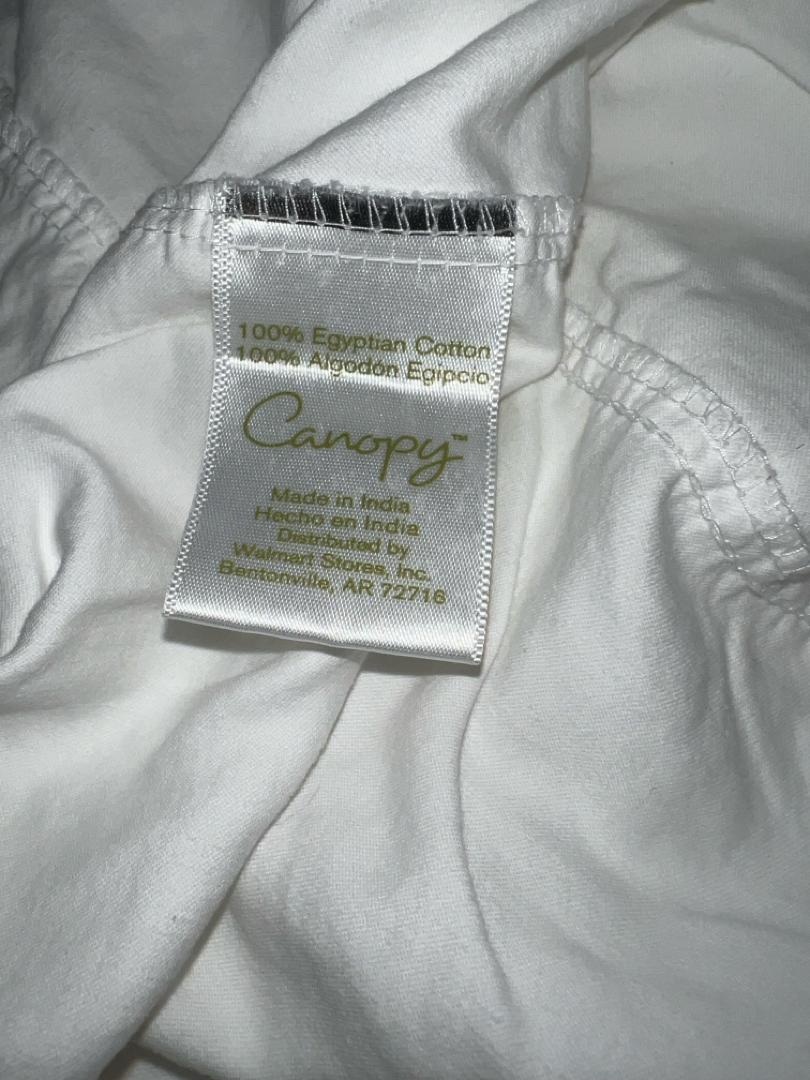 100% Egyptian Cotton
100% Algodón Egipcio
Canopy™
Made in India
Hecho en India
Distributed by
Walmart Stores, Inc.
Bentonville, AR 72716